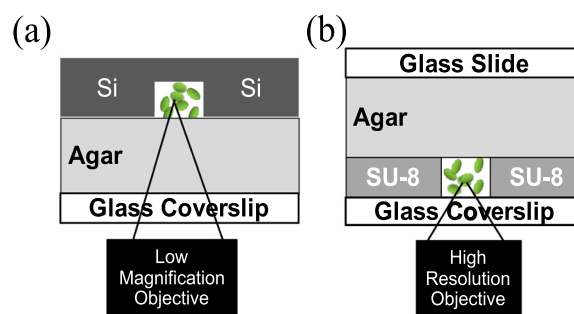 (a)
Si Si
Agar
Glass Coverslip
Low
Magnification
Objective
(b)
Glass Slide
Agar
SU-8 SU-8
Glass Coverslip
High
Resolution
Objective